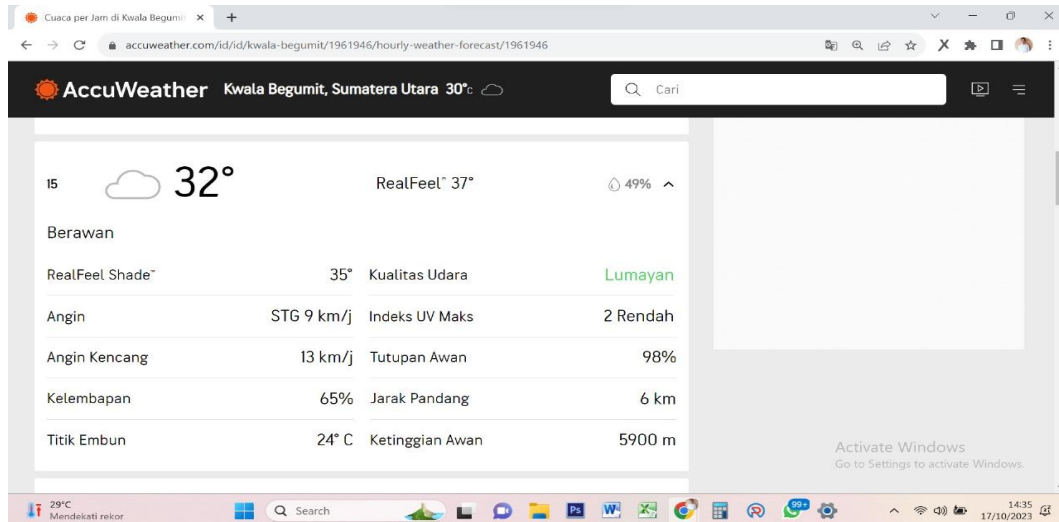 Cuaca per Jam di Kwala Begumi
accuweather.com/id/id/kwala-begumit/1961946/hourly-weather-forecast/1961946
AccuWeather Kwala Begumit, Sumatera Utara 30°C
Cari
15 32° RealFeel™ 37° 49%
Berawan
RealFeel Shade™ 35° Kualitas Udara Lumayan
Angin STG 9 km/j Indeks UV Maks 2 Rendah
Angin Kencang 13 km/j Tutupan Awan 98%
Kelembapan 65% Jarak Pandang 6 km
Titik Embun 24° C Ketinggian Awan 5900 m
Activate Windows
Go to Settings to activate Windows.
29°C
Mendekati rekor
Search
Ps
W
99+
14:35
17/10/2023